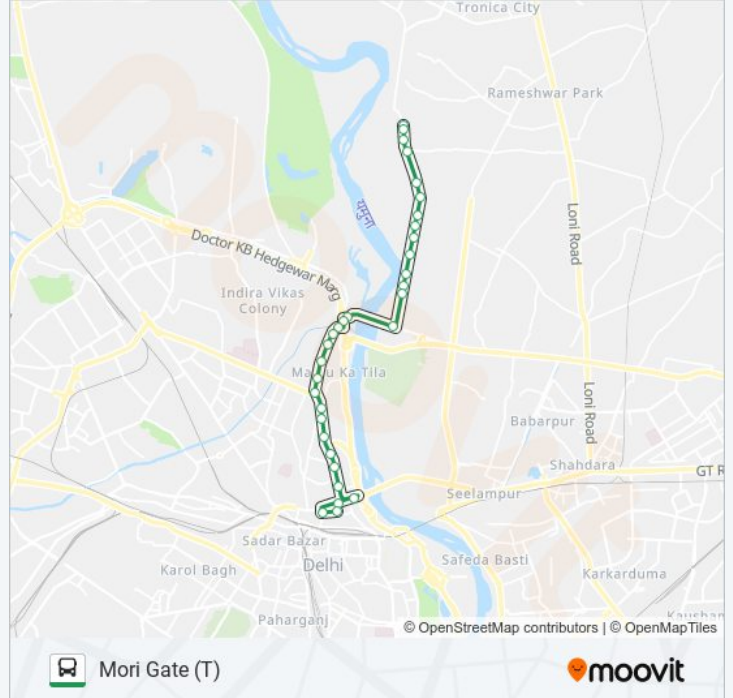 Tronica City
Rameshwar Park
यमुना
Loni Road
Doctor KB Hedgewar Marg
Indira Vikas
Colony
Ma u Ka Tila
Loni Road
Babarpur
Shahdara
GT R
Seelampur
Sadar Bazar
Safeda Basti
Karol Bagh
Delhi
Karkarduma
Paharganj
Kaushan
© OpenStreetMap contributors | © OpenMapTiles
Mori Gate (T)
moovit